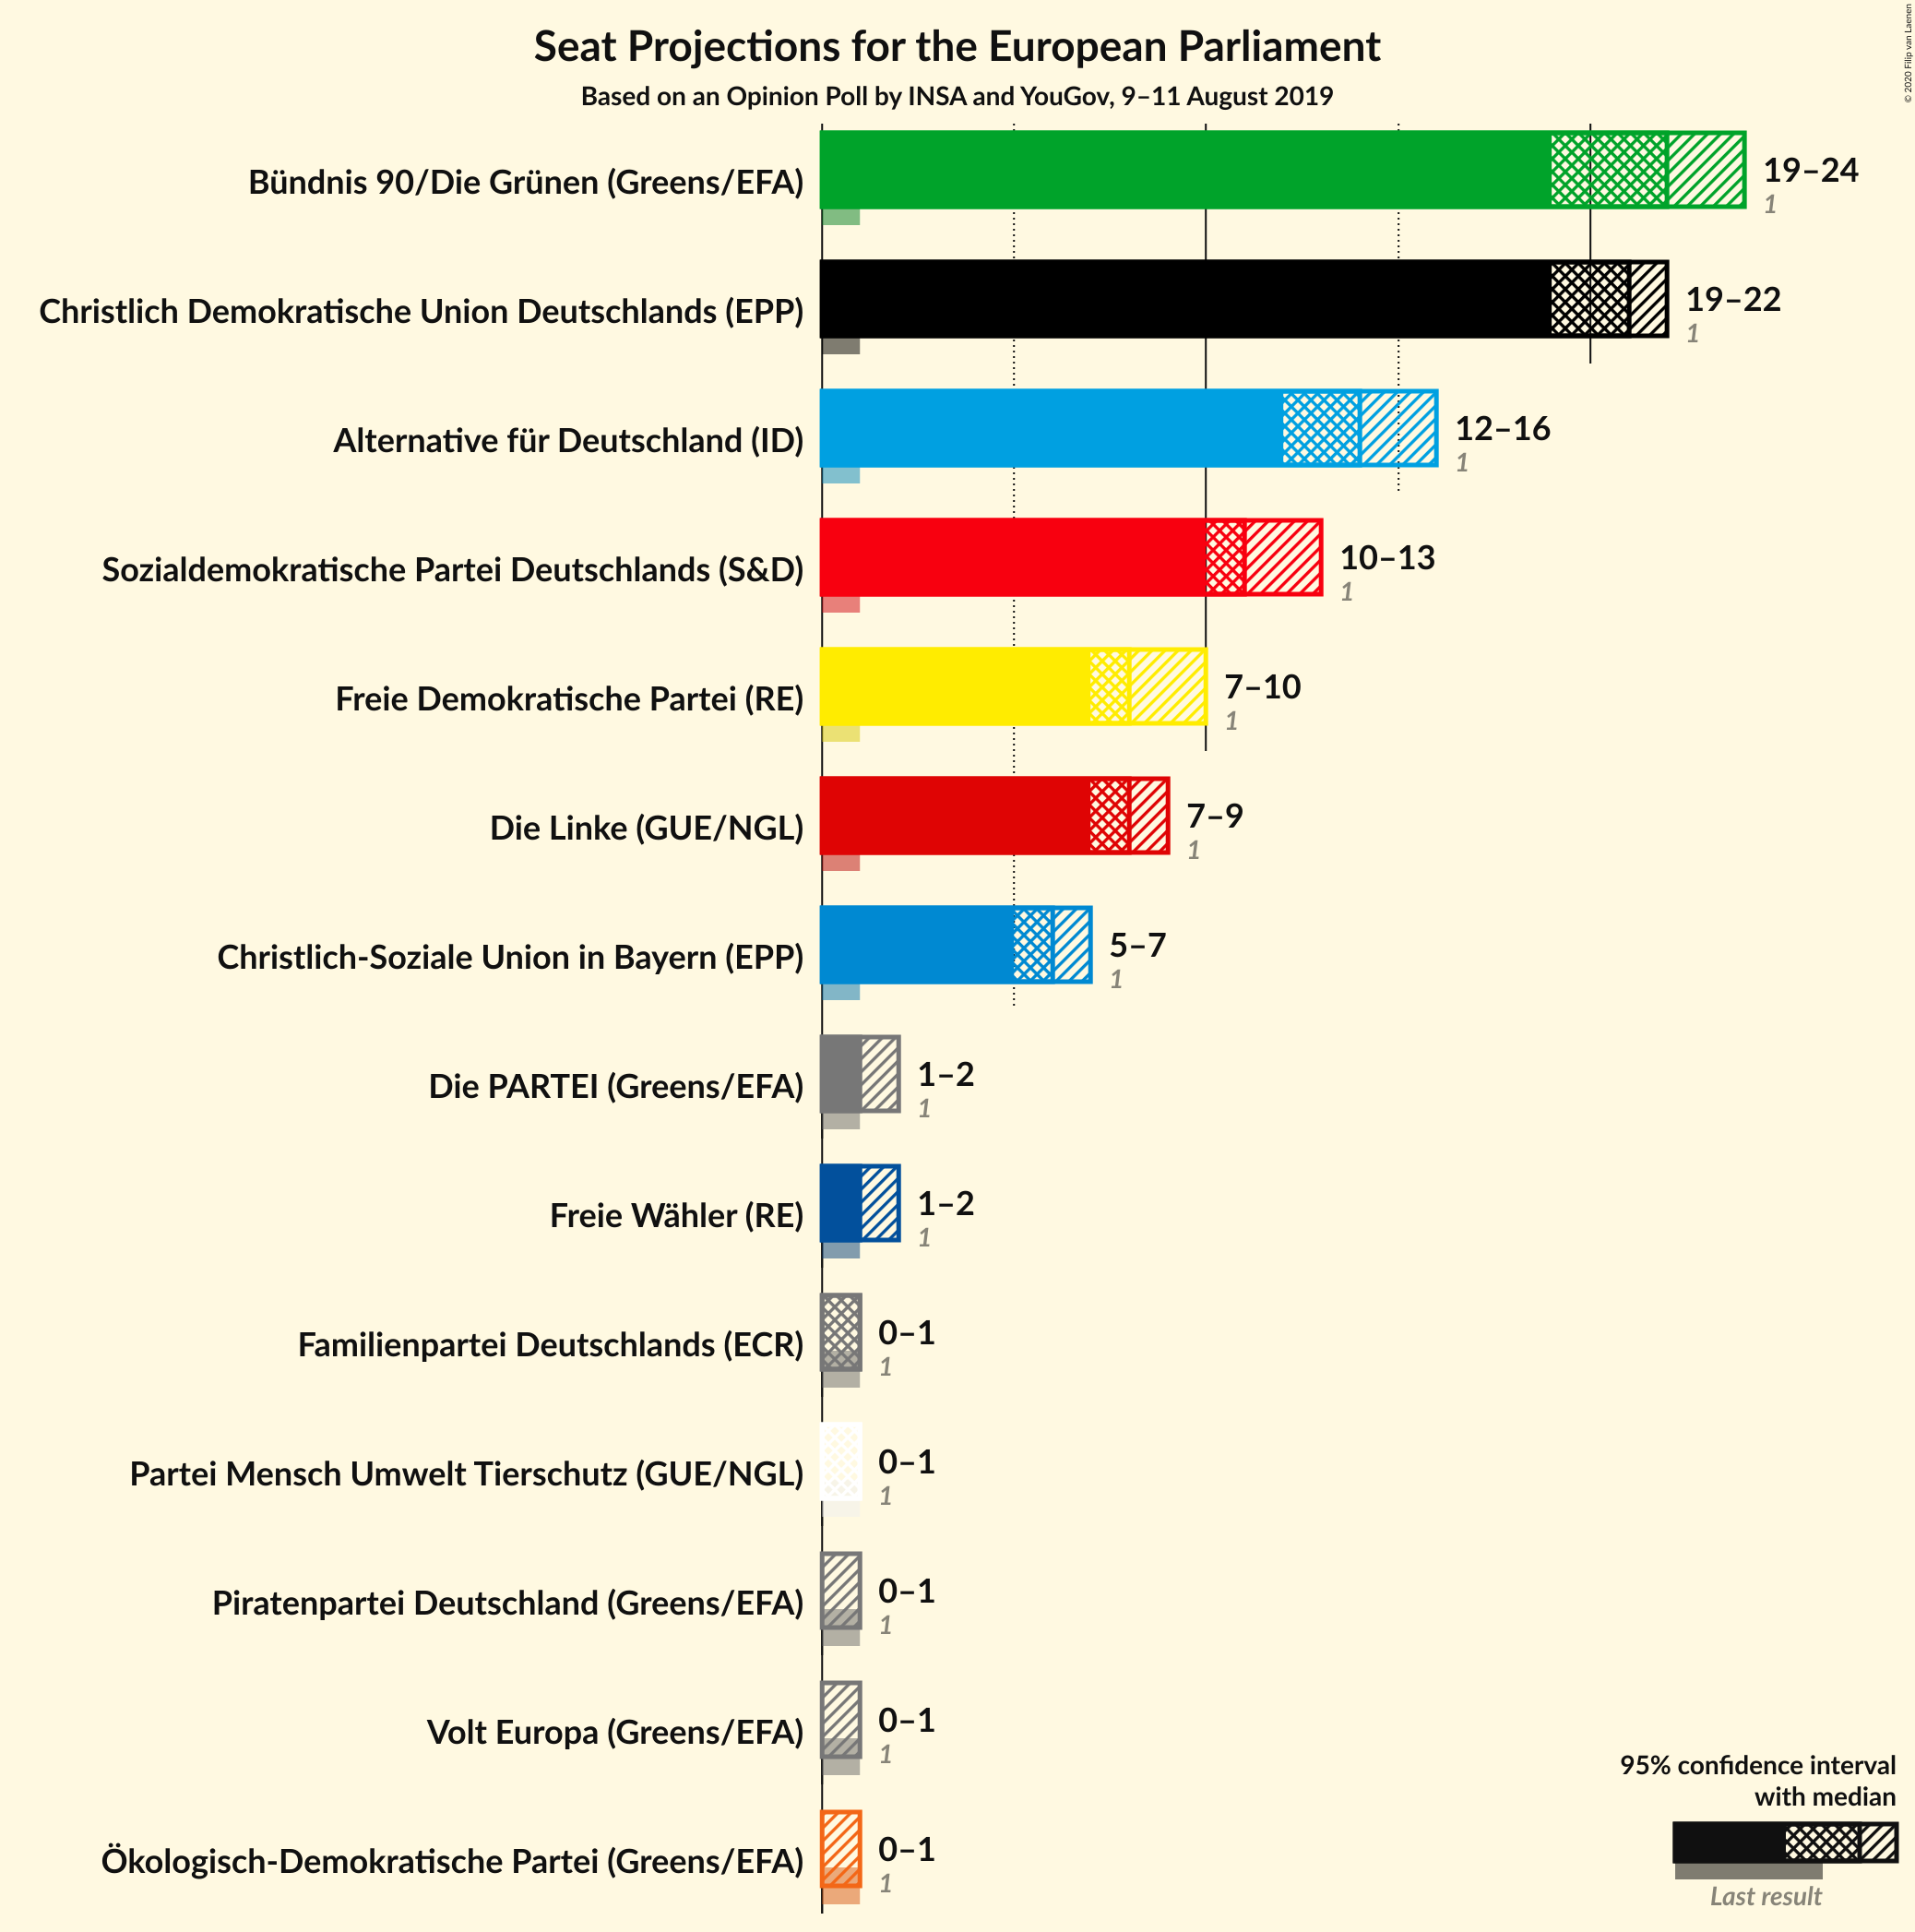 Seat Projections for the European Parliament
Based on an Opinion Poll by INSA and YouGov, 9–11 August 2019
© 2020 Filip van Laenen
Bündnis 90/Die Grünen (Greens/EFA)
19–24
1
Christlich Demokratische Union Deutschlands (EPP)
19–22
1
Alternative für Deutschland (ID)
12–16
1
Sozialdemokratische Partei Deutschlands (S&D)
10–13
1
Freie Demokratische Partei (RE)
7–10
1
Die Linke (GUE/NGL)
7–9
1
Christlich-Soziale Union in Bayern (EPP)
5–7
1
Die PARTEI (Greens/EFA)
1–2
1
Freie Wähler (RE)
1–2
1
Familienpartei Deutschlands (ECR)
0–1
1
Partei Mensch Umwelt Tierschutz (GUE/NGL)
0–1
1
Piratenpartei Deutschland (Greens/EFA)
0–1
1
Volt Europa (Greens/EFA)
0–1
1
Ökologisch-Demokratische Partei (Greens/EFA)
0–1
1
95% confidence interval
with median
Last result